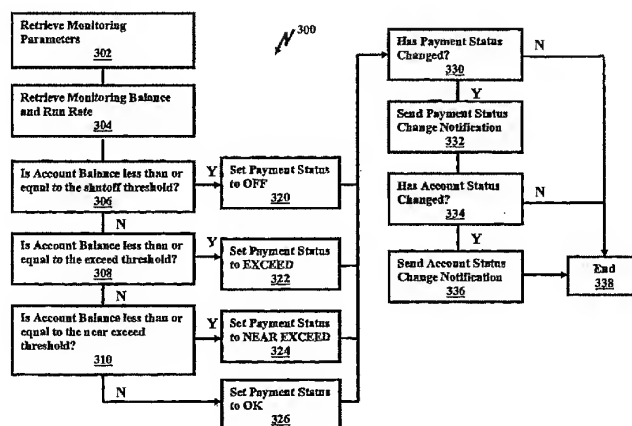 300
Retrieve Monitoring
Parameters
302
Retrieve Monitoring Balance
and Run Rate
304
Is Account Balance less than or
equal to the shutoff threshold?
306
Y
Set Payment Status
to OFF
320
N
Is Account Balance less than or
equal to the exceed threshold?
308
Y
Set Payment Status
to EXCEED
322
N
Is Account Balance less than or
equal to the near exceed
threshold?
310
Y
Set Payment Status
to NEAR EXCEED
324
N
Set Payment Status
to OK
326
Has Payment Status
Changed?
330
N
Y
Send Payment Status
Change Notification
332
Has Account Status
Changed?
334
N
Y
Send Account Status
Change Notification
336
End
338